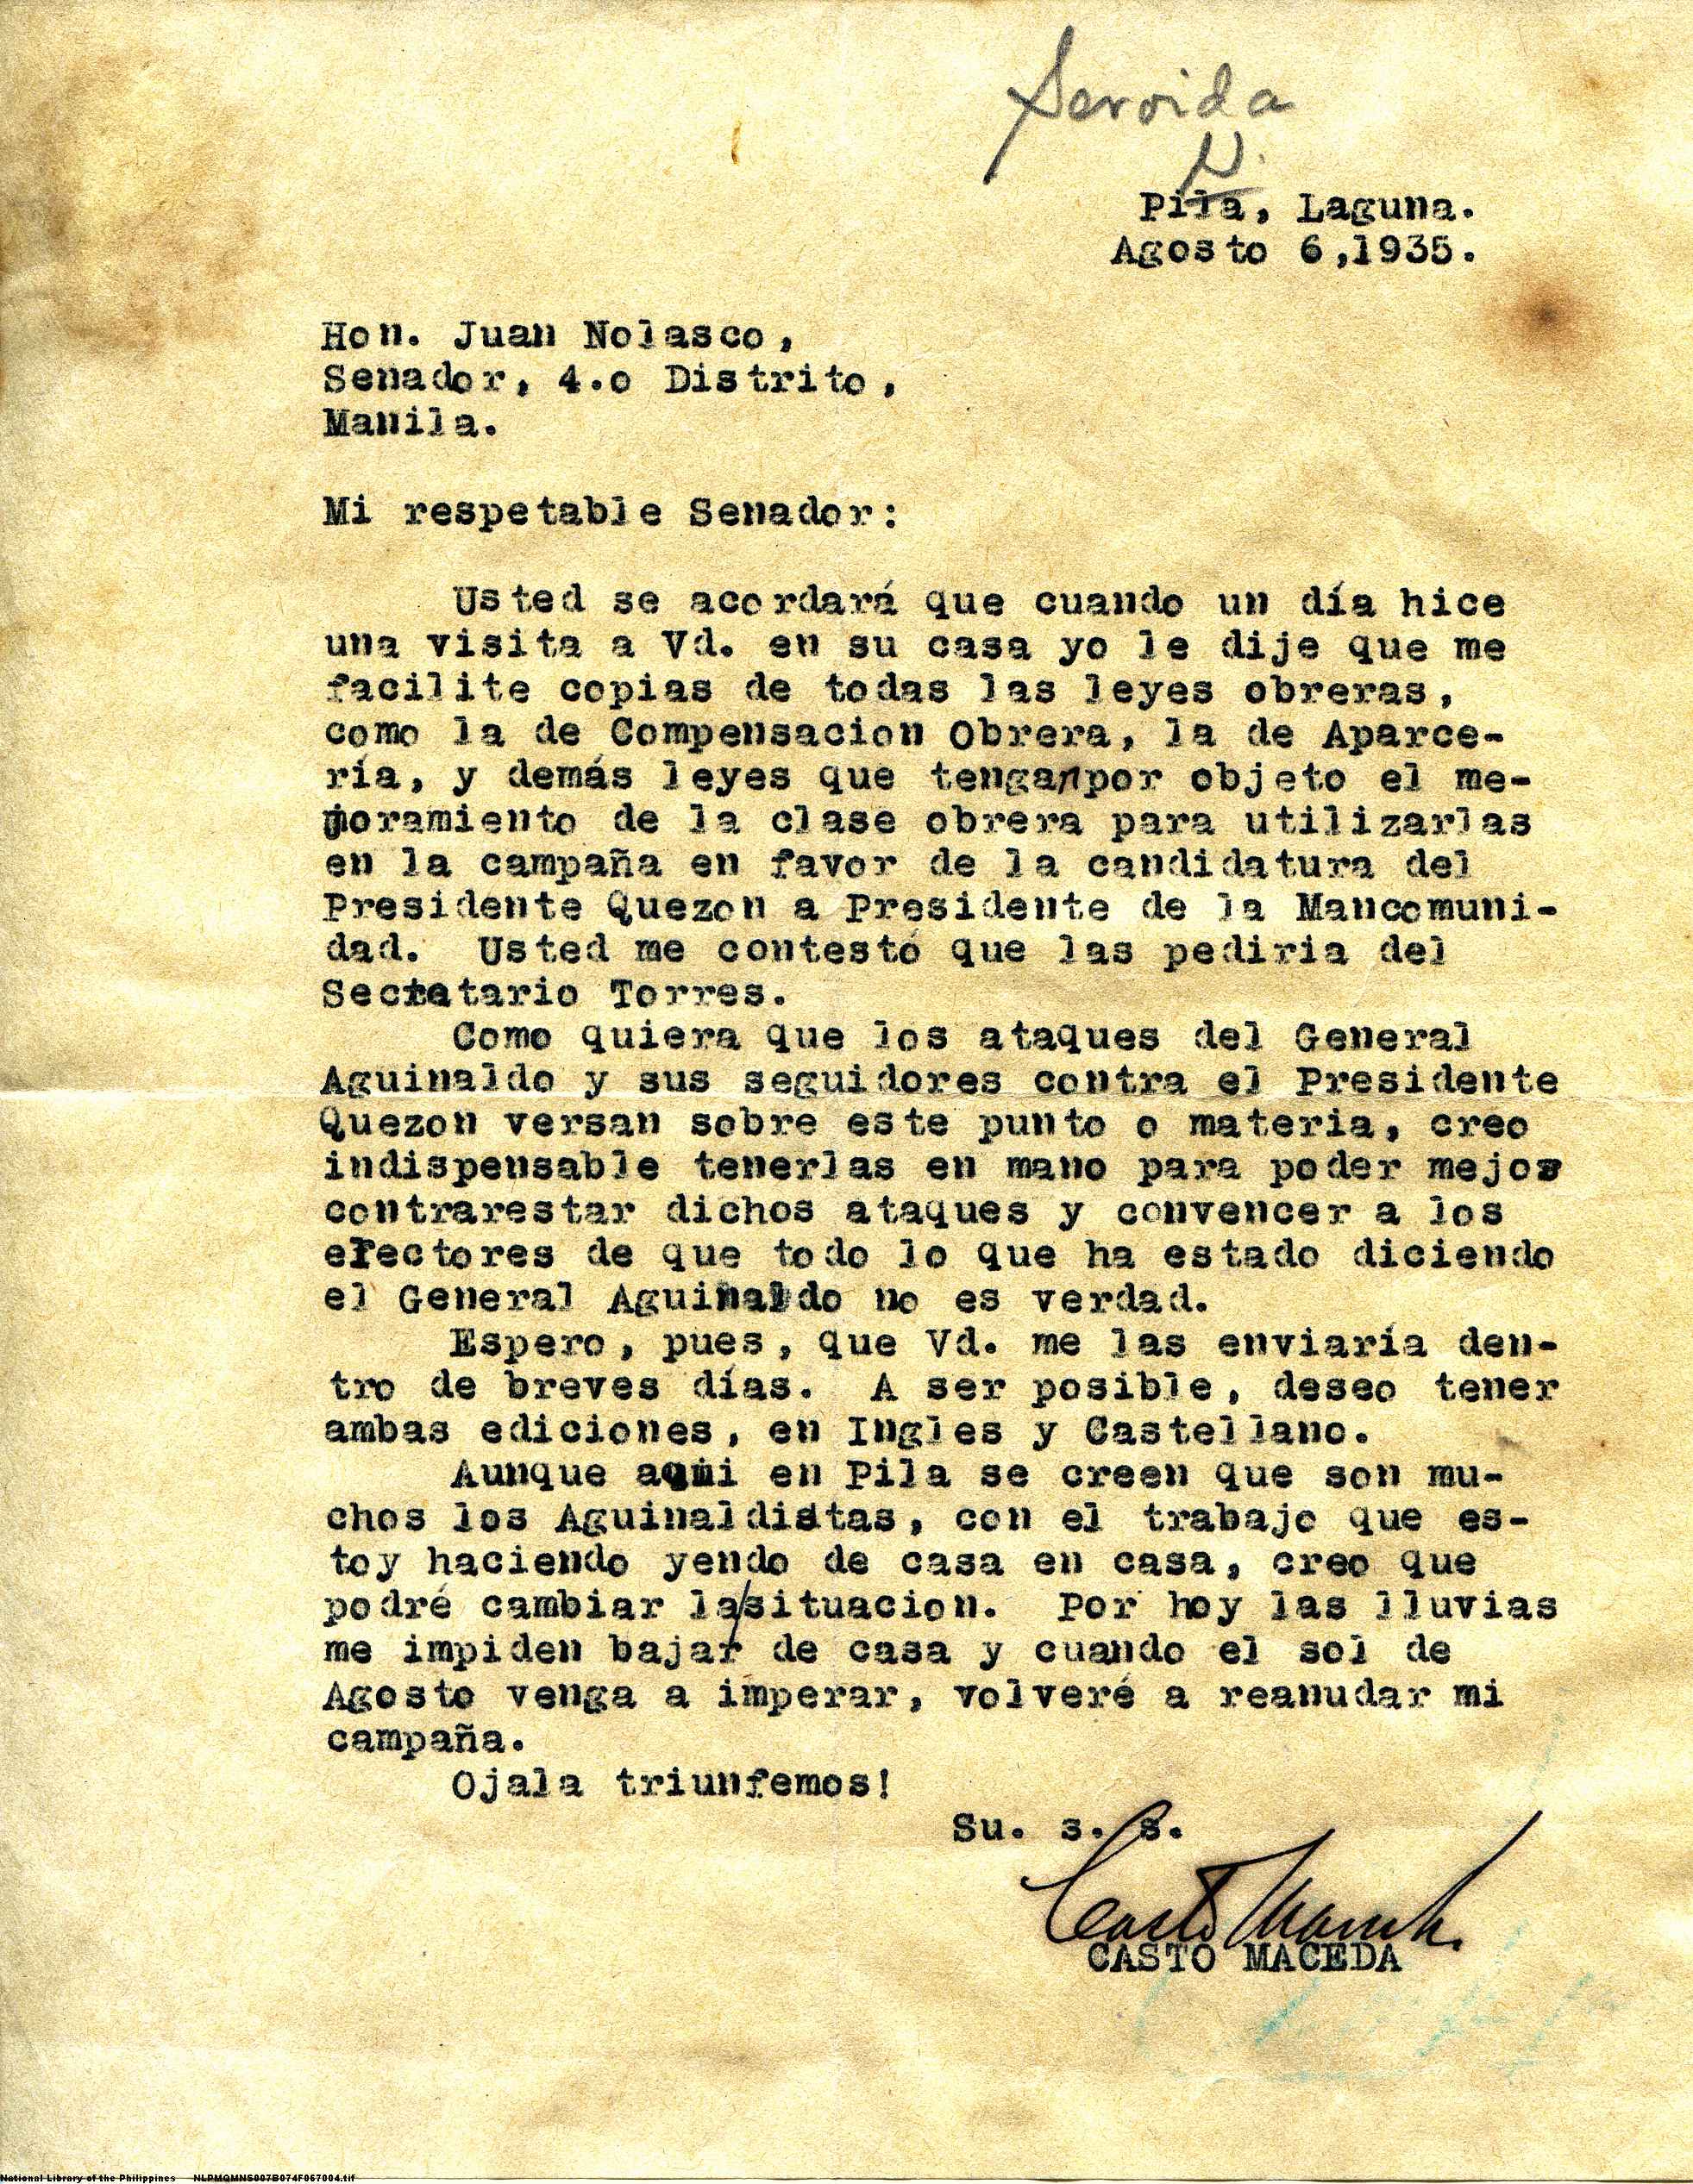 Servida
N.
Pila, Laguna.
Agosto 6,1935.
Hon. Juan Nolasco,
Senador, 4.o Distrito,
Manila.
Mi respetable Senador:
Usted se acordará que cuando un día hice
una visita a Vd. en su casa yo le dije que me
facilite copias de todas las leyes obreras,
como la de Compensacion Obrera, la de Aparce-
ría, y demás leyes que tengan por objeto el me-
joramiento de la clase obrera para utilizarlas
en la campaña en favor de la candidatura del
Presidente Quezon a Presidente de la Mancomuni-
dad. Usted me contestó que las pediria del
Secretario Torres.
Como quiera que los ataques del General
Aguinaldo y sus seguidores contra el Presidente
Quezon versan sobre este punto o materia, creo
indispensable tenerlas en mano para poder mejor
contrarestar dichos ataques y convencer a los
electores de que todo lo que ha estado diciendo
el General Aguinaldo no es verdad.
Espero, pues, que Vd. me las enviaría den-
tro de breves días. A ser posible, deseo tener
ambas ediciones, en Ingles y Castellano.
Aunque aqui en Pila se creen que son mu-
chos los Aguinaldistas, con el trabajo que es-
toy haciendo yendo de casa en casa, creo que
podré cambiar la/situacion. Por hoy las lluvias
me impiden bajar de casa y cuando el sol de
Agosto venga a imperar, volveré a reanudar mi
campaña.
Ojala triunfemos!
Su. s. s.
Casto Maceda
CASTO MACEDA
National Library of the Philippines NLPMQMNS007B074F067004.tif